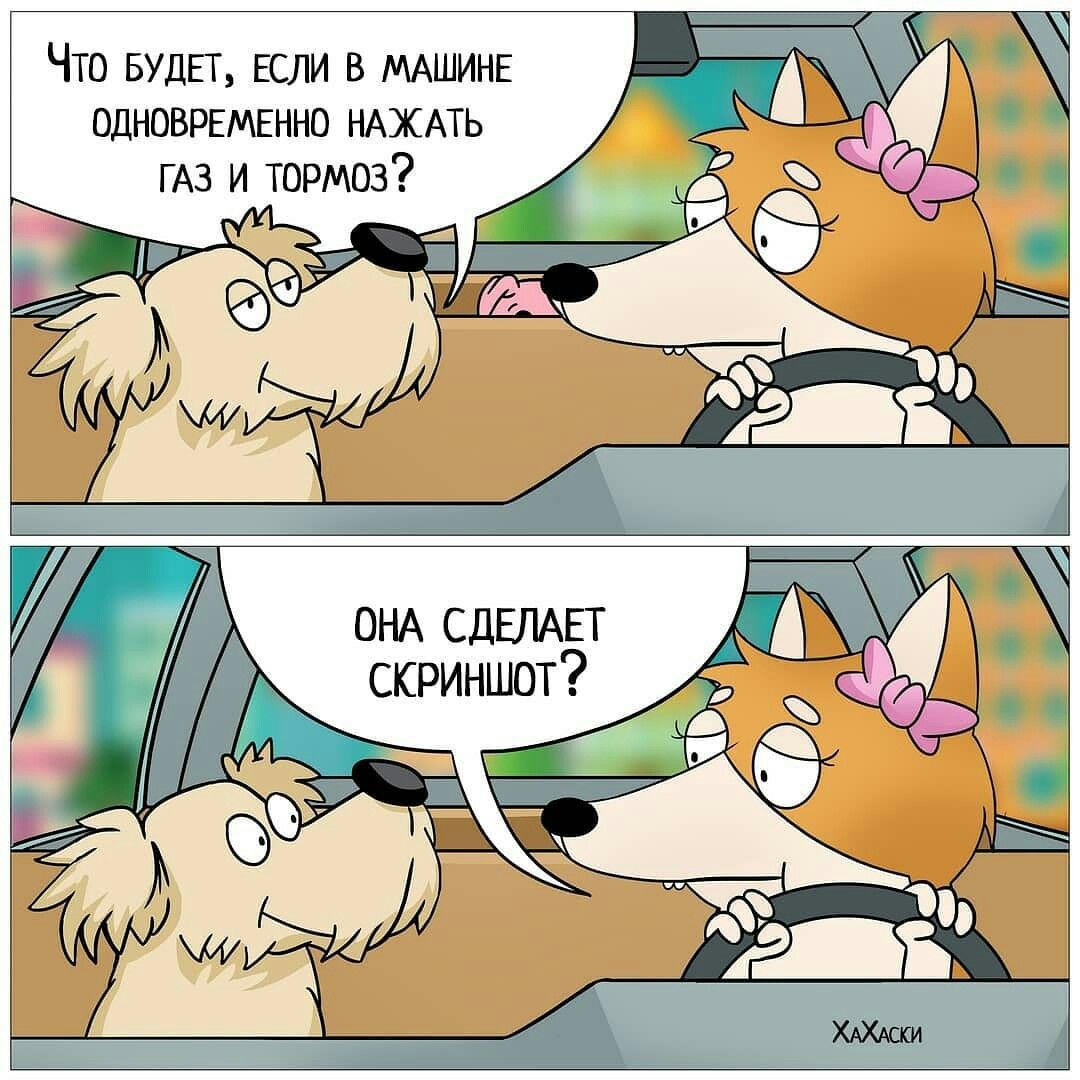 Что будет, если в машине
одновременно нажать
газ и тормоз?
она сделает
скриншот?
ХаХаски